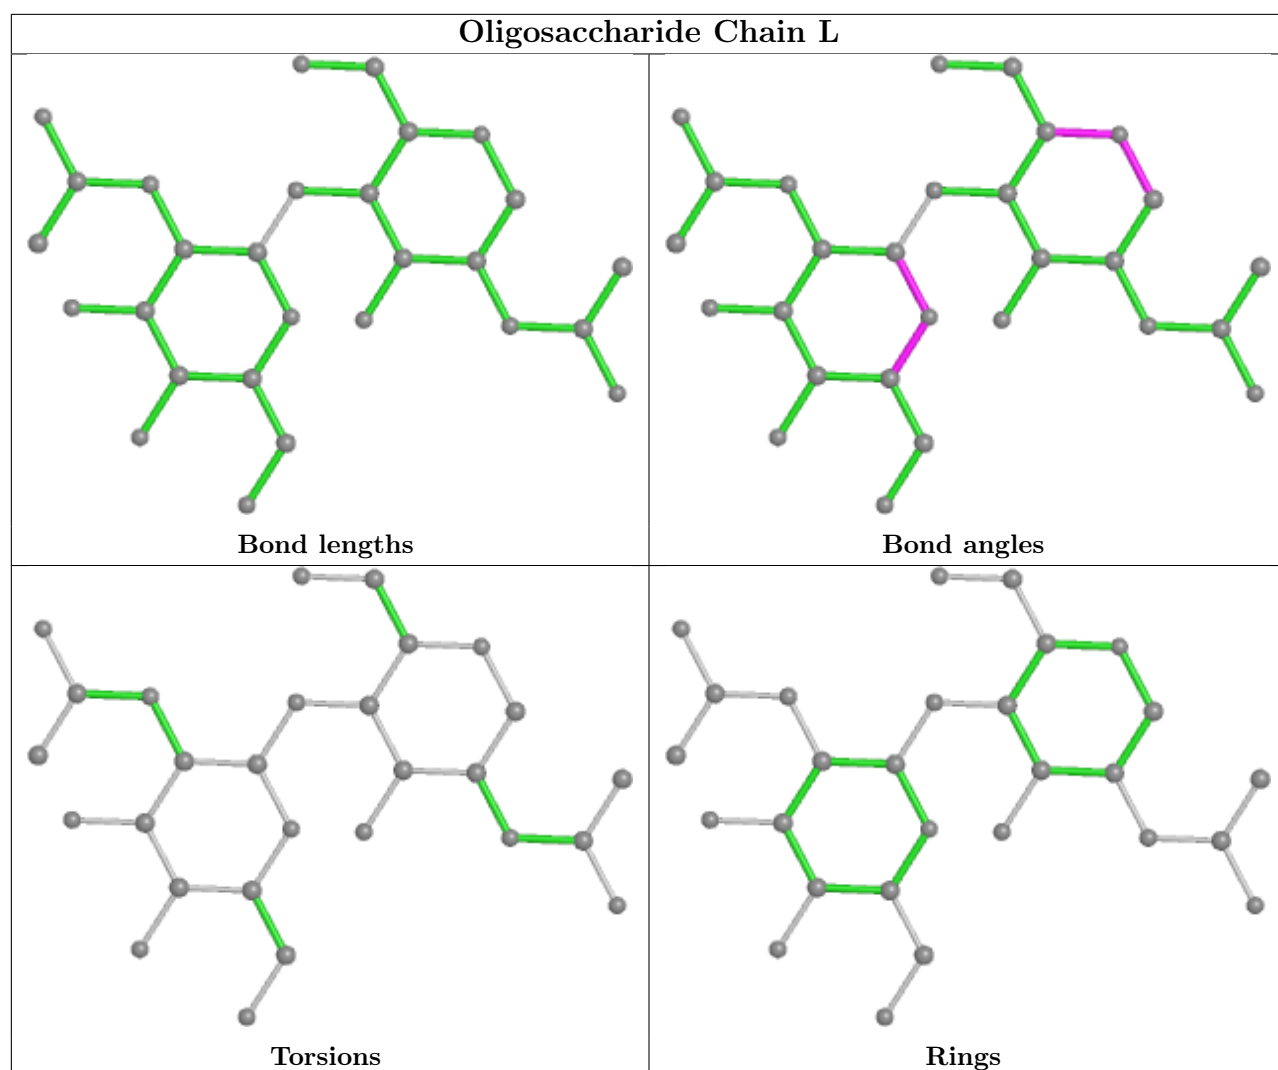 Oligosaccharide Chain L
Bond lengths
Bond angles
Torsions
Rings